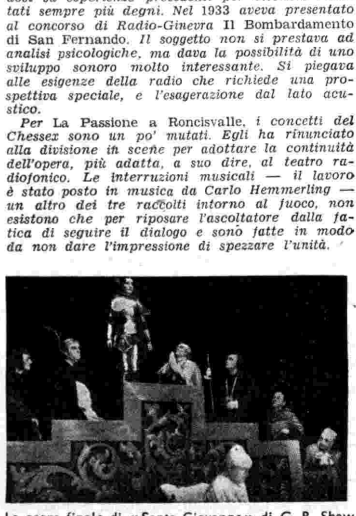 tati sempre più degni. Nel 1933 aveva presentato
al concorso di Radio-Ginevra Il Bombardamento
di San Fernando. Il soggetto non si prestava ad
analisi psicologiche, ma dava la possibilità di uno
sviluppo sonoro molto interessante. Si piegava
alle esigenze della radio che richiede una pro-
spettiva speciale, e l'esagerazione dal lato acu-
stico.
Per La Passione a Roncisvalle, i concetti del
Chessex sono un po' mutati. Egli ha rinunciato
alla divisione in scene per adottare la continuità
dell'opera, più adatta, a suo dire, al teatro ra-
diofonico. Le interruzioni musicali — il lavoro
è stato posto in musica da Carlo Hemmerling —
un altro dei tre raccolti intorno al fuoco, non
esistono che per riposare l'ascoltatore dalla fa-
tica di seguire il dialogo e sono fatte in modo
da non dare l'impressione di spezzare l'unità.
di G. B. Shaw